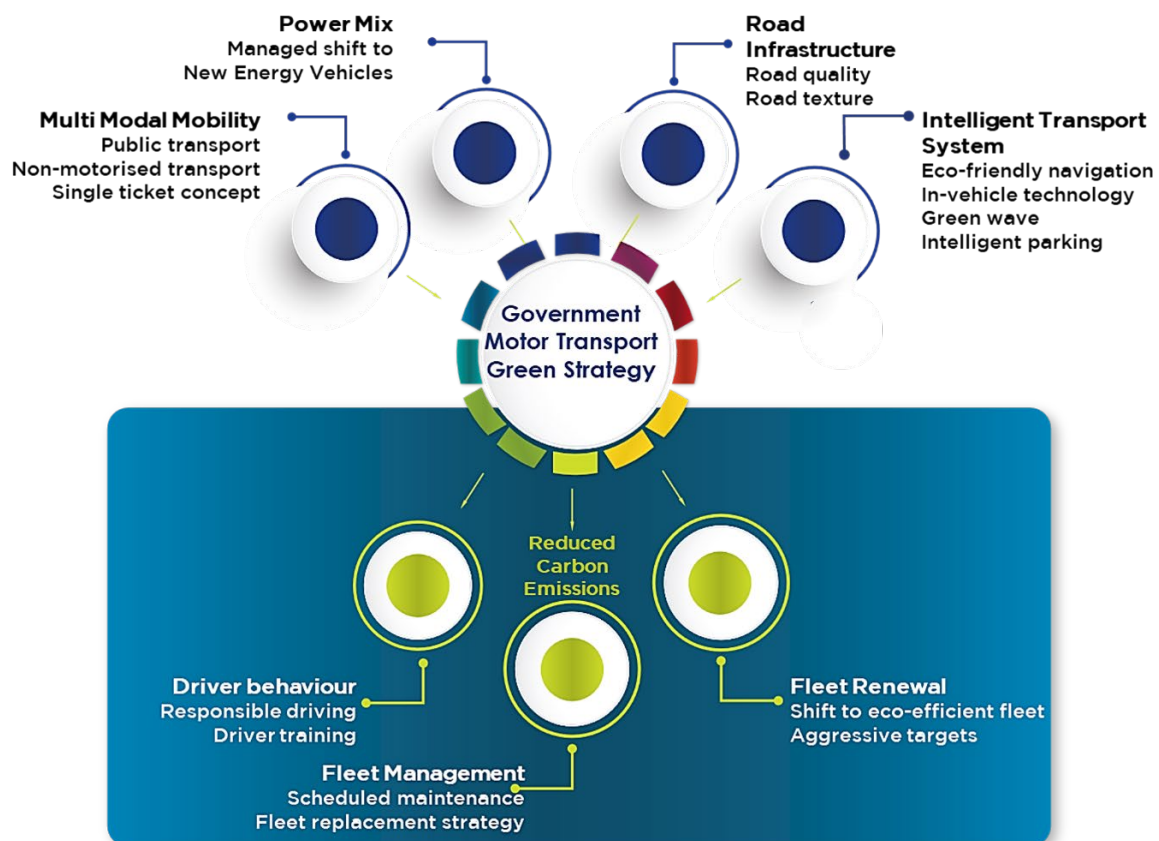 Power Mix
Managed shift to
New Energy Vehicles
Road
Infrastructure
Road quality
Road texture
Multi Modal Mobility
Public transport
Non-motorised transport
Single ticket concept
Intelligent Transport
System
Eco-friendly navigation
In-vehicle technology
Green wave
Intelligent parking
Government
Motor Transport
Green Strategy
Reduced
Carbon
Emissions
Driver behaviour
Responsible driving
Driver training
Fleet Renewal
Shift to eco-efficient fleet
Aggressive targets
Fleet Management
Scheduled maintenance
Fleet replacement strategy